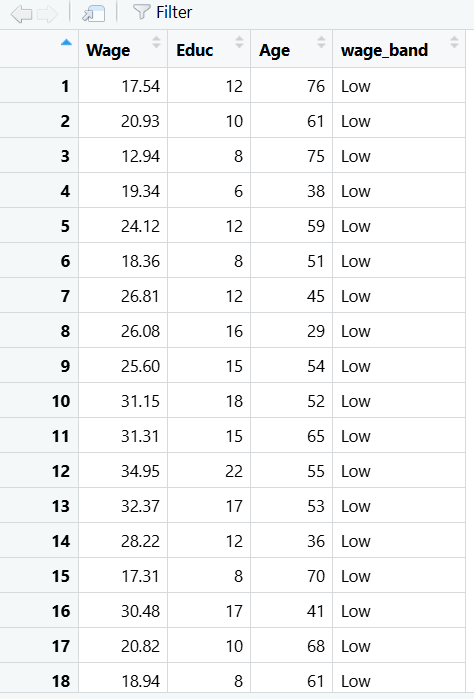 Filter
Wage Educ Age wage_band
1 17.54 12 76 Low
2 20.93 10 61 Low
3 12.94 8 75 Low
4 19.34 6 38 Low
5 24.12 12 59 Low
6 18.36 8 51 Low
7 26.81 12 45 Low
8 26.08 16 29 Low
9 25.60 15 54 Low
10 31.15 18 52 Low
11 31.31 15 65 Low
12 34.95 22 55 Low
13 32.37 17 53 Low
14 28.22 12 36 Low
15 17.31 8 70 Low
16 30.48 17 41 Low
17 20.82 10 68 Low
18 18.94 8 61 Low